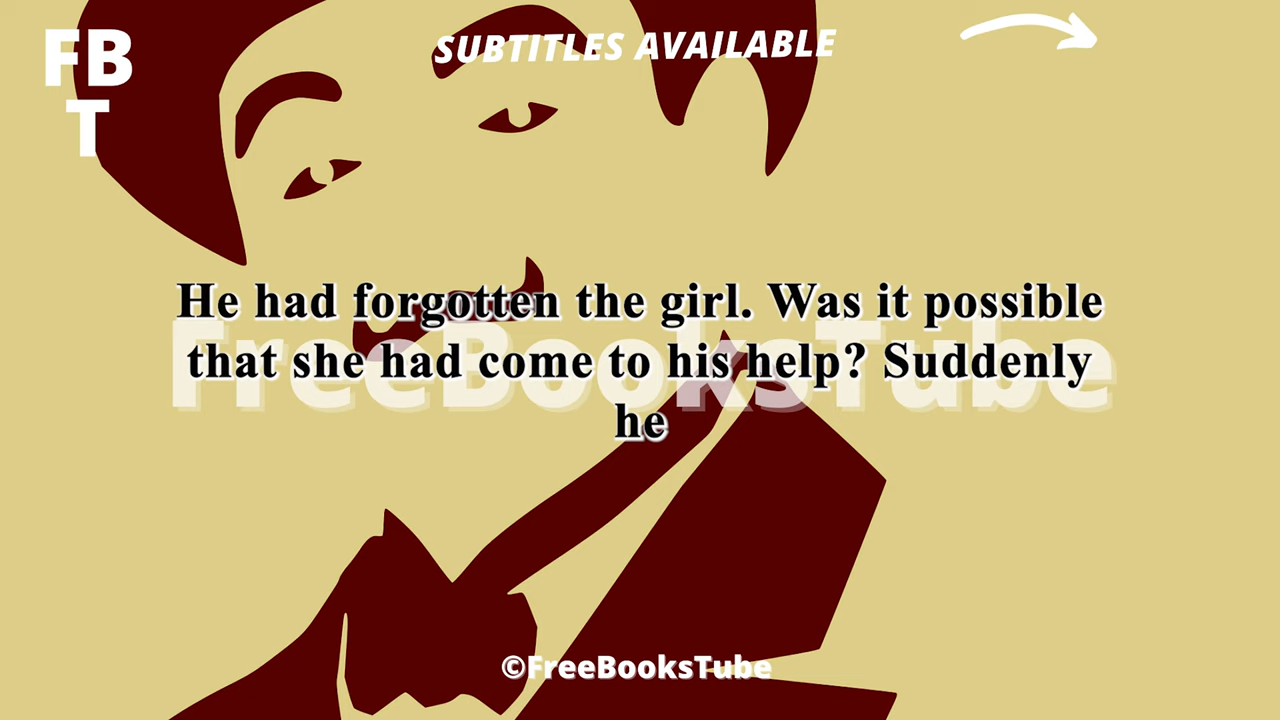 FB
T
SUBTITLES AVAILABLE
He had forgotten the girl. Was it possible
that she had come to his help? Suddenly
he
FreeBooksTube
©FreeBooksTube